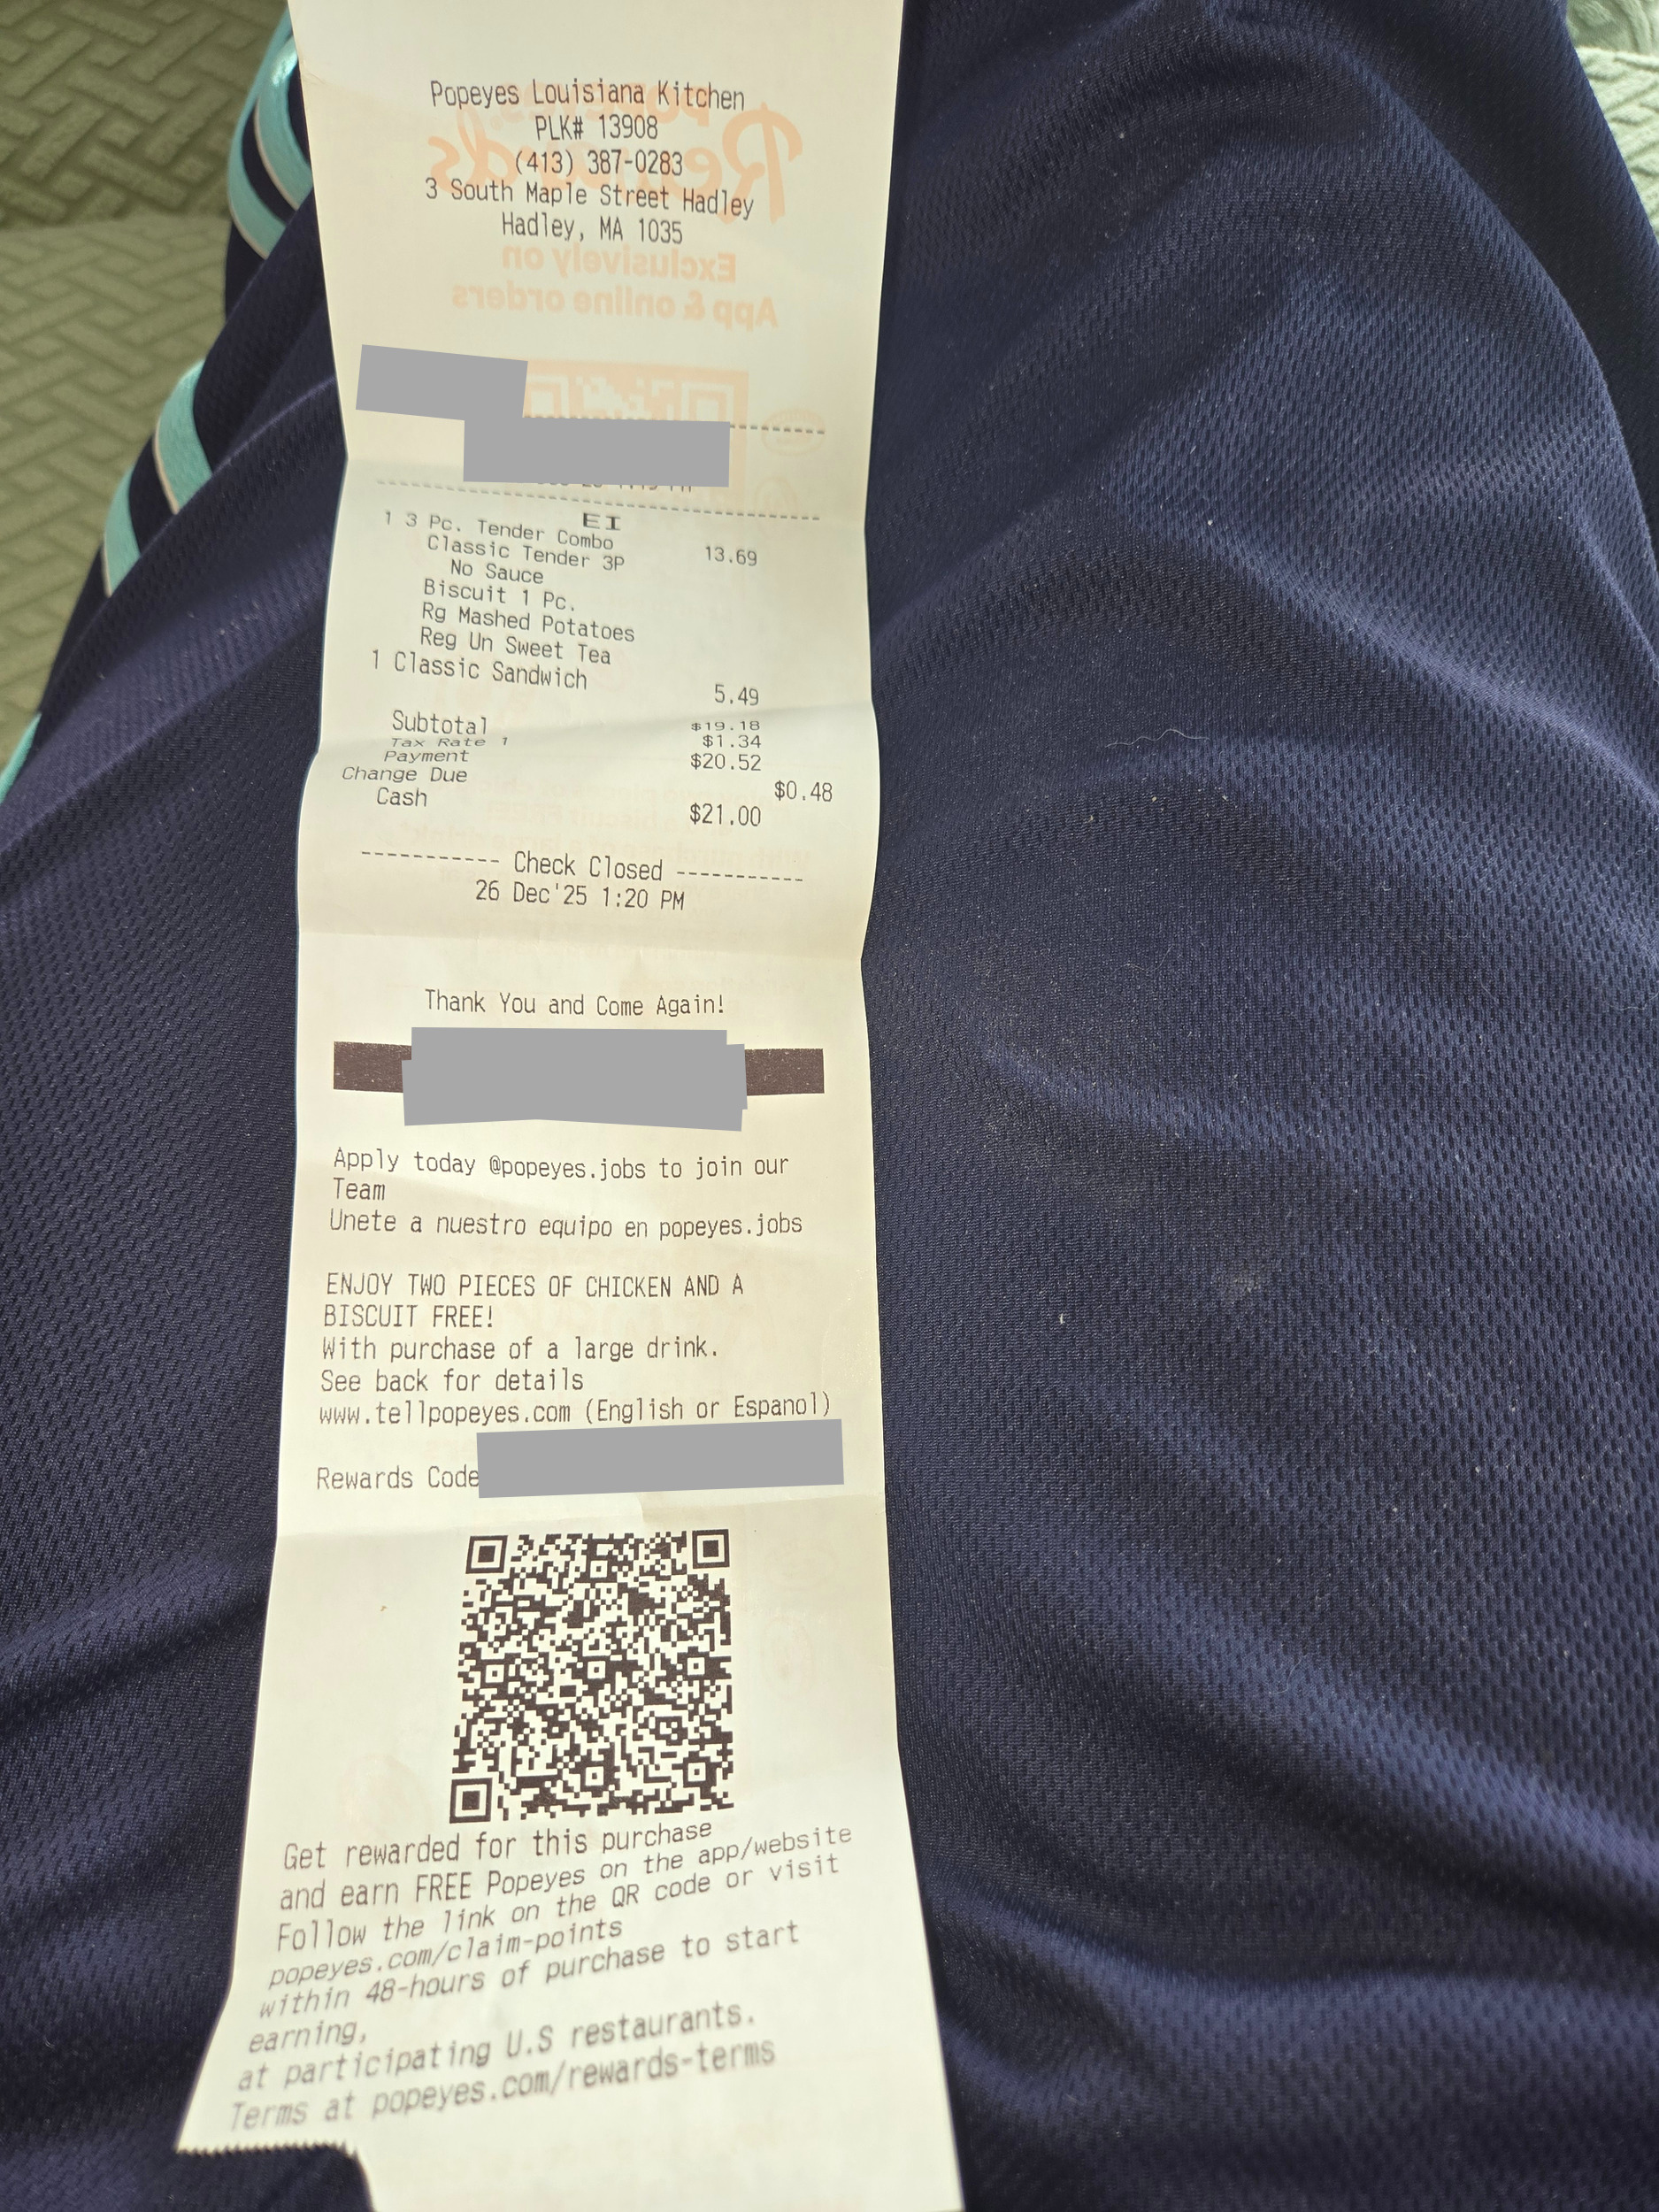 Popeyes Louisiana Kitchen
PLK# 13908
(413) 387-0283
3 South Maple Street Hadley
Hadley, MA 1035
Rewards
Exclusively on
App & online orders
EI
1 3 Pc. Tender Combo 13.69
Classic Tender 3P
No Sauce
Biscuit 1 Pc.
Rg Mashed Potatoes
Reg Un Sweet Tea
1 Classic Sandwich 5.49
Subtotal $19.18
Tax Rate 1 $1.34
Payment $20.52
Change Due $0.48
Cash $21.00
----------- Check Closed -----------
26 Dec'25 1:20 PM
Thank You and Come Again!
Apply today @popeyes.jobs to join our
Team
Unete a nuestro equipo en popeyes.jobs
ENJOY TWO PIECES OF CHICKEN AND A
BISCUIT FREE!
With purchase of a large drink.
See back for details
www.tellpopeyes.com (English or Espanol)
Rewards Code
Get rewarded for this purchase
and earn FREE Popeyes on the app/website
Follow the link on the QR code or visit
popeyes.com/claim-points
within 48-hours of purchase to start
earning,
at participating U.S restaurants.
Terms at popeyes.com/rewards-terms